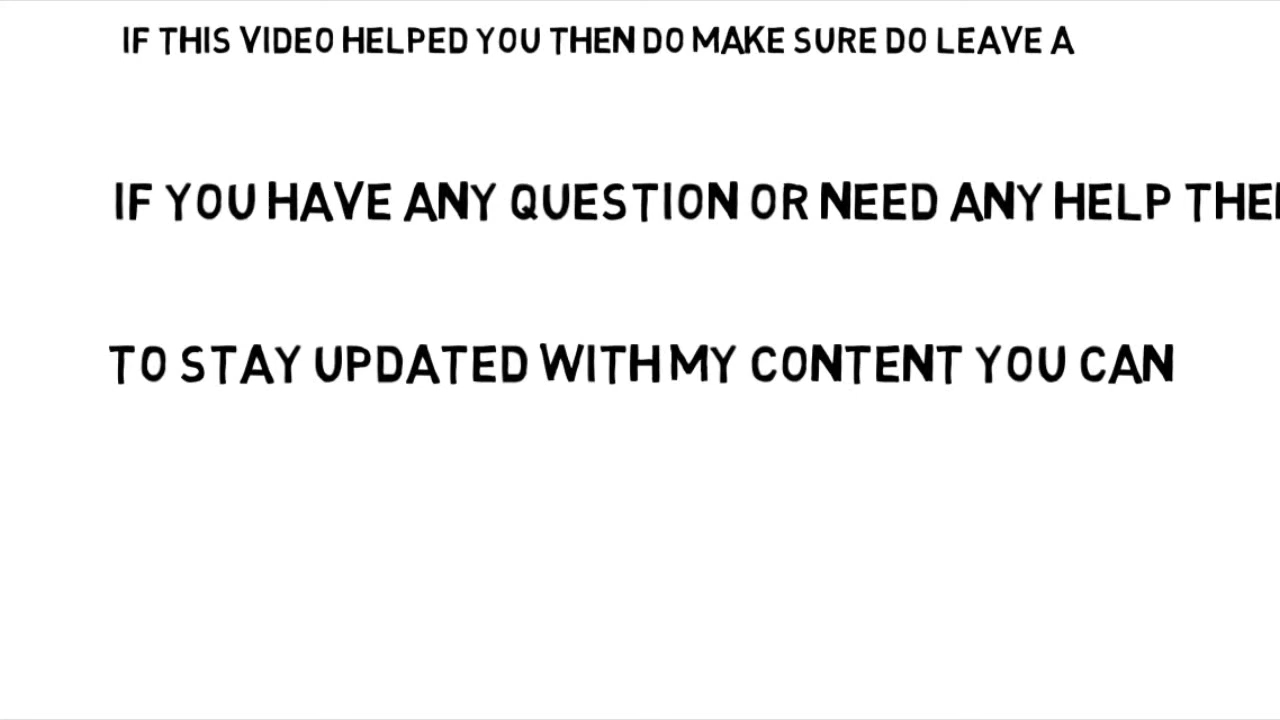 IF THIS VIDEO HELPED YOU THEN DO MAKE SURE DO LEAVE A
IF YOU HAVE ANY QUESTION OR NEED ANY HELP THE
TO STAY UPDATED WITH MY CONTENT YOU CAN